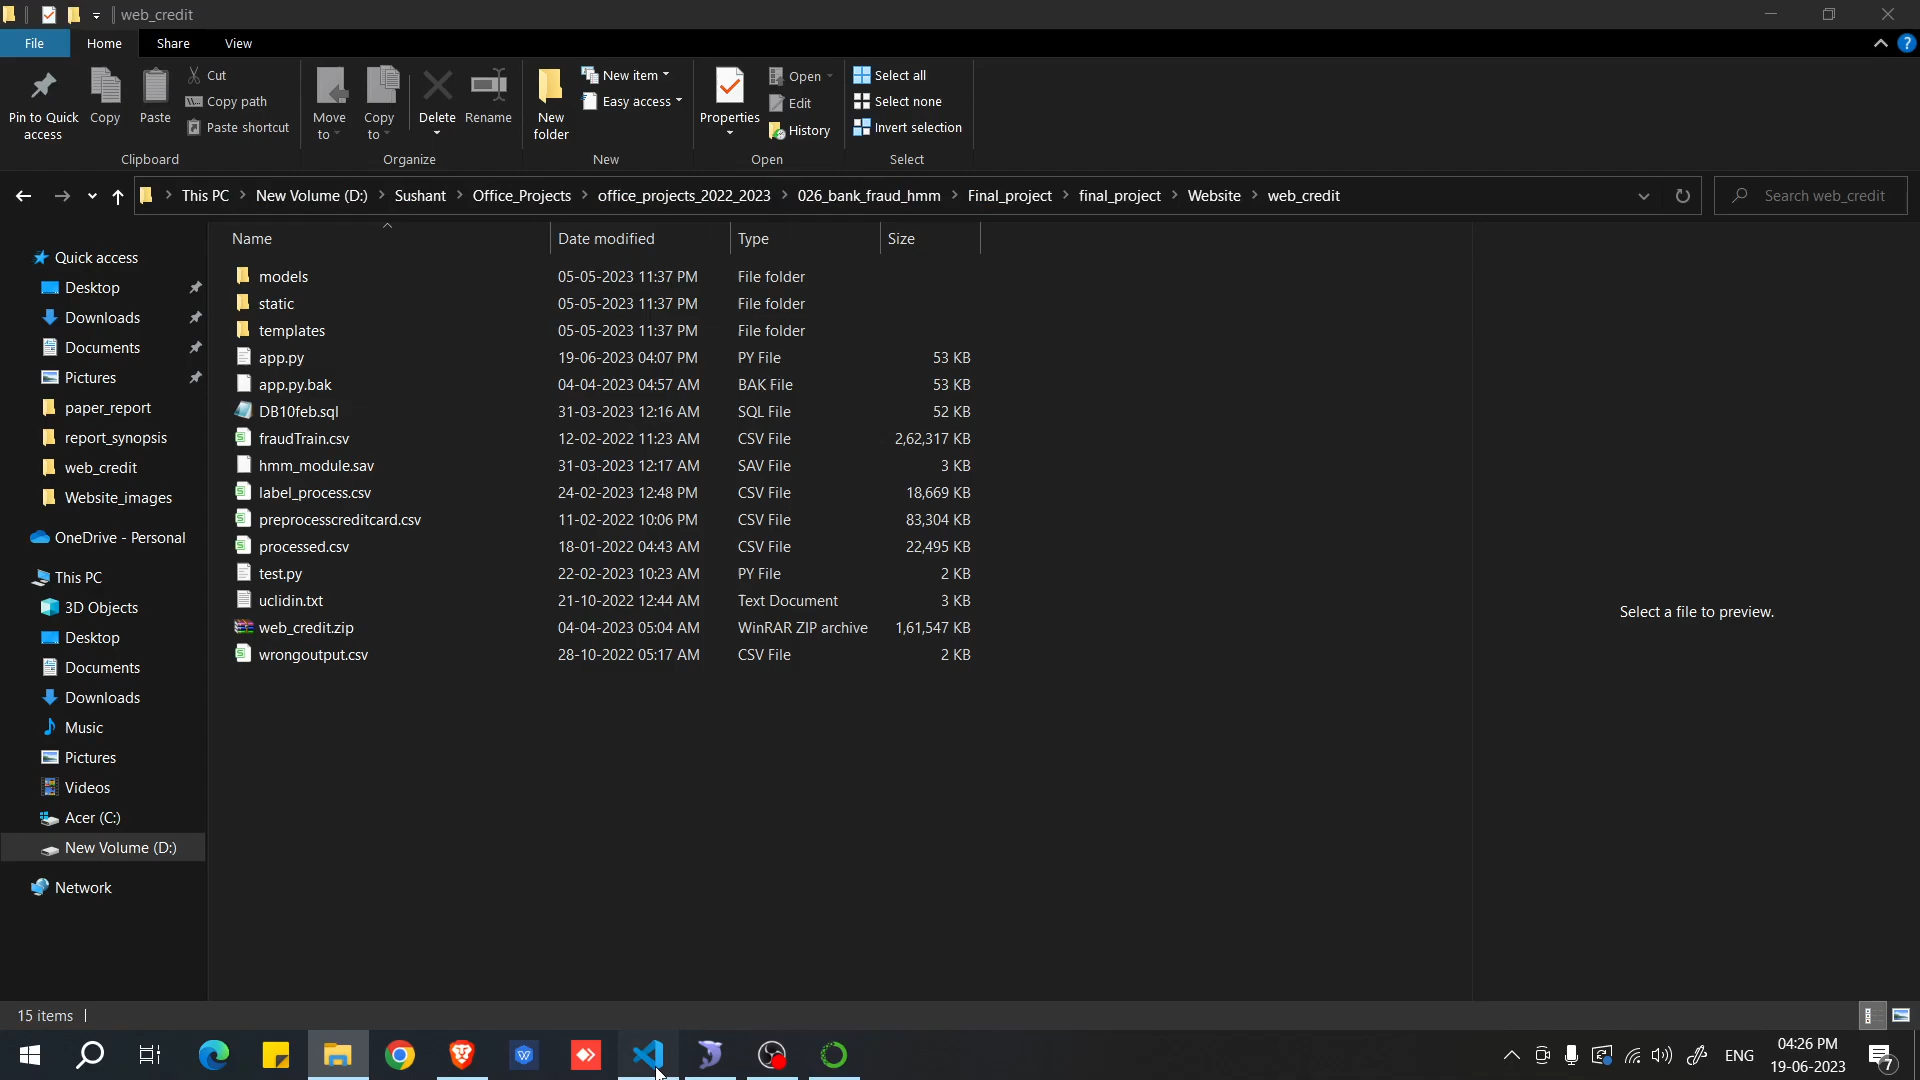 web_credit
File Home Share View
Pin to Quick access
Copy
Paste
Cut
Copy path
Paste shortcut
Clipboard
Move to
Copy to
Delete
Rename
Organize
New folder
New item
Easy access
New
Properties
Open
Edit
History
Open
Select all
Select none
Invert selection
Select
This PC New Volume (D:) Sushant Office_Projects office_projects_2022_2023 026_bank_fraud_hmm Final_project final_project Website web_credit
Search web_credit
Quick access
Desktop
Downloads
Documents
Pictures
paper_report
report_synopsis
web_credit
Website_images
OneDrive - Personal
This PC
3D Objects
Desktop
Documents
Downloads
Music
Pictures
Videos
Acer (C:)
New Volume (D:)
Network
Name Date modified Type Size
models 05-05-2023 11:37 PM File folder
static 05-05-2023 11:37 PM File folder
templates 05-05-2023 11:37 PM File folder
app.py 19-06-2023 04:07 PM PY File 53 KB
app.py.bak 04-04-2023 04:57 AM BAK File 53 KB
DB10feb.sql 31-03-2023 12:16 AM SQL File 52 KB
fraudTrain.csv 12-02-2022 11:23 AM CSV File 2,62,317 KB
hmm_module.sav 31-03-2023 12:17 AM SAV File 3 KB
label_process.csv 24-02-2023 12:48 PM CSV File 18,669 KB
preprocesscreditcard.csv 11-02-2022 10:06 PM CSV File 83,304 KB
processed.csv 18-01-2022 04:43 AM CSV File 22,495 KB
test.py 22-02-2023 10:23 AM PY File 2 KB
uclidin.txt 21-10-2022 12:44 AM Text Document 3 KB
web_credit.zip 04-04-2023 05:04 AM WinRAR ZIP archive 1,61,547 KB
wrongoutput.csv 28-10-2022 05:17 AM CSV File 2 KB
Select a file to preview.
15 items
ENG
04:26 PM
19-06-2023
7